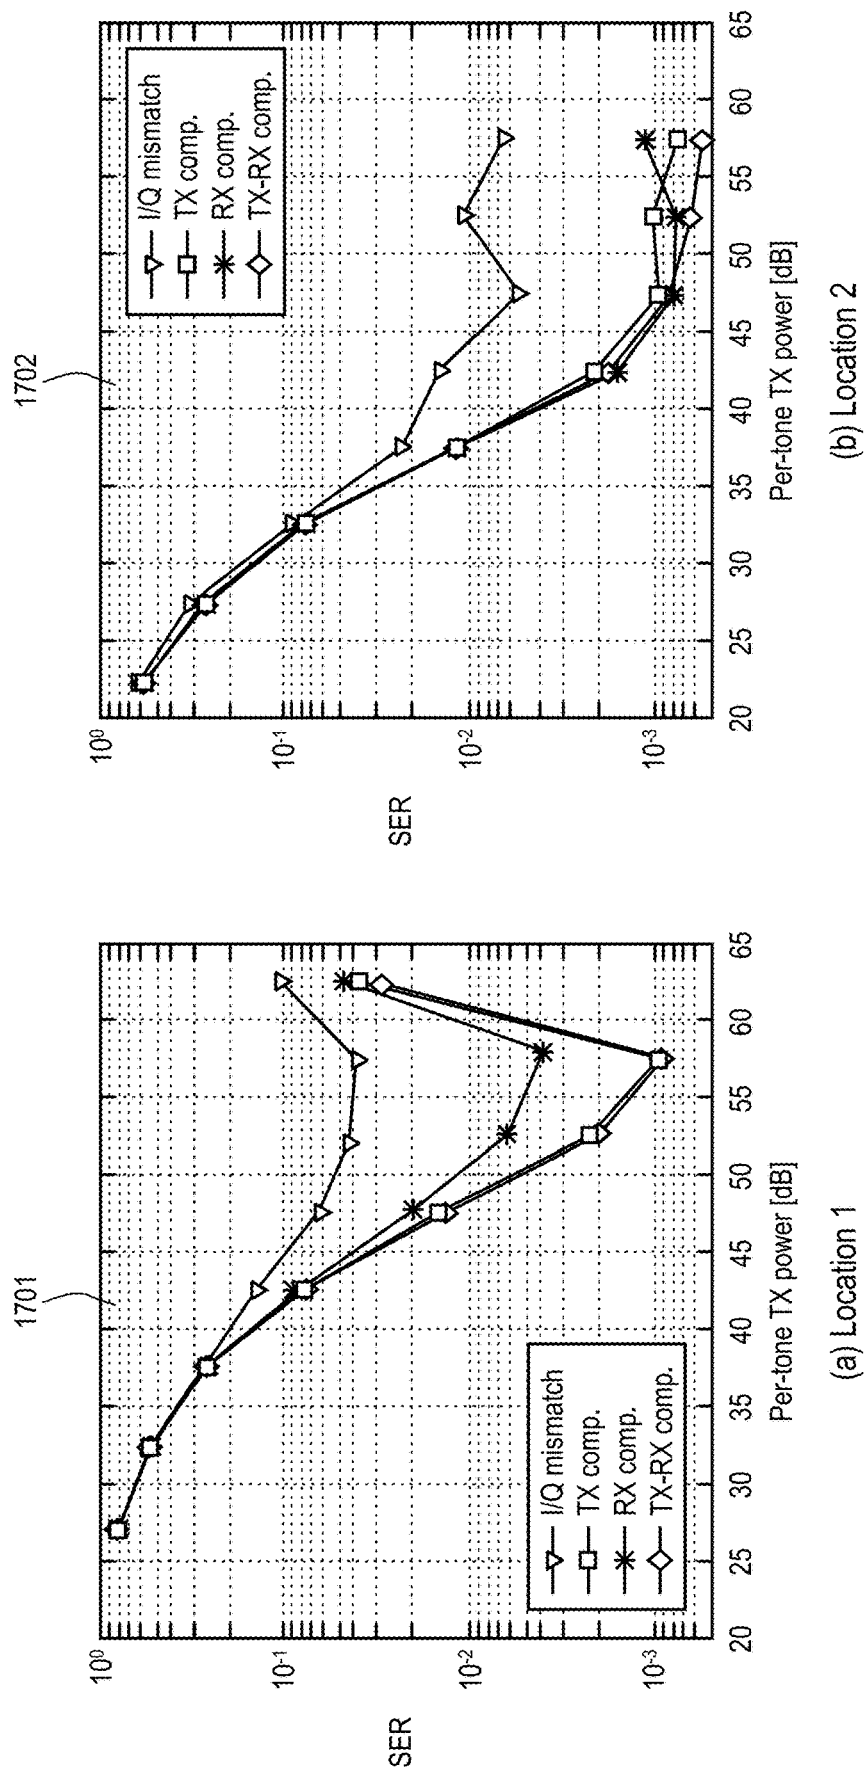 1701
SER
10⁰
10⁻¹
10⁻²
10⁻³
I/Q mismatch
TX comp.
RX comp.
TX-RX comp.
20 25 30 35 40 45 50 55 60 65
Per-tone TX power [dB]
(a) Location 1
1702
SER
10⁰
10⁻¹
10⁻²
10⁻³
I/Q mismatch
TX comp.
RX comp.
TX-RX comp.
20 25 30 35 40 45 50 55 60 65
Per-tone TX power [dB]
(b) Location 2